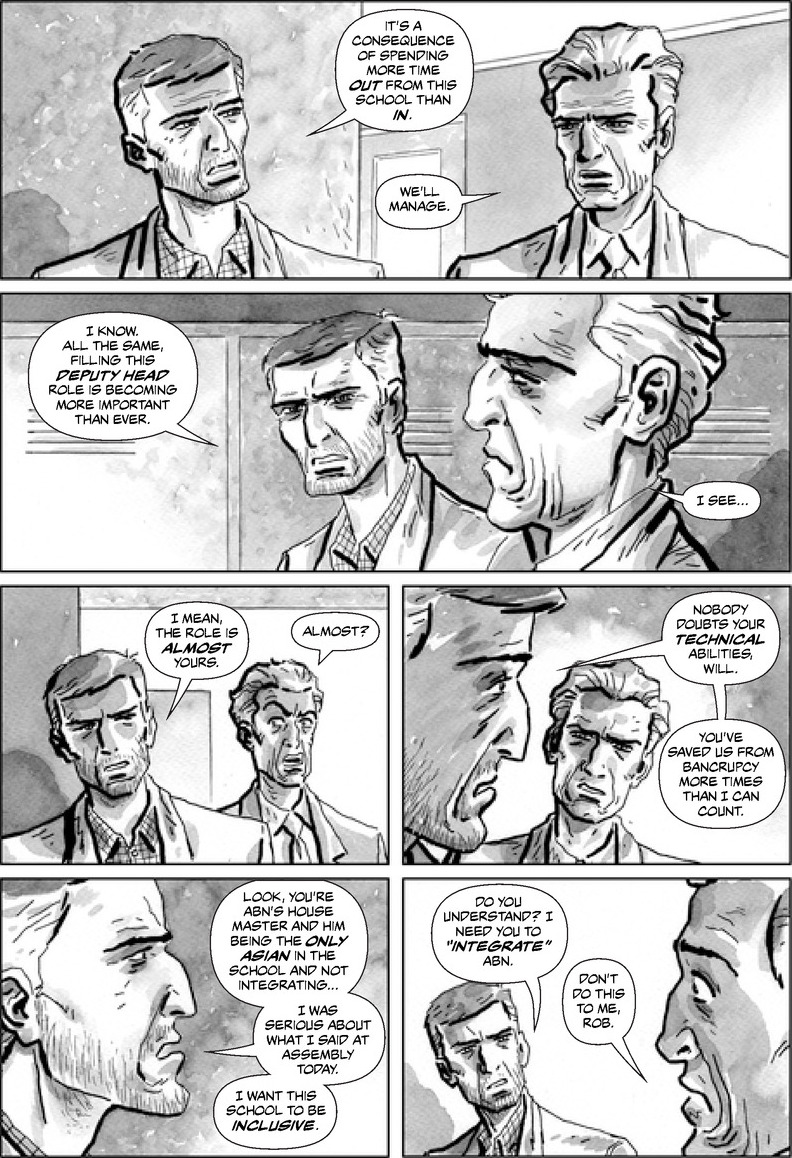 IT'S A
CONSEQUENCE
OF SPENDING
MORE TIME
OUT FROM THIS
SCHOOL THAN
IN.
WE'LL
MANAGE.
I KNOW.
ALL THE SAME,
FILLING THIS
DEPUTY HEAD
ROLE IS BECOMING
MORE IMPORTANT
THAN EVER.
I SEE...
I MEAN,
THE ROLE IS
ALMOST
YOURS.
ALMOST?
NOBODY
DOUBTS YOUR
TECHNICAL
ABILITIES,
WILL.
YOU'VE
SAVED US FROM
BANCRUPCY
MORE TIMES
THAN I CAN
COUNT.
LOOK, YOU'RE
ABN'S HOUSE
MASTER AND HIM
BEING THE ONLY
ASIAN IN THE
SCHOOL AND NOT
INTEGRATING...
I WAS
SERIOUS ABOUT
WHAT I SAID AT
ASSEMBLY
TODAY.
I WANT THIS
SCHOOL TO BE
INCLUSIVE.
DO YOU
UNDERSTAND? I
NEED YOU TO
"INTEGRATE"
ABN.
DON'T
DO THIS
TO ME,
ROB.